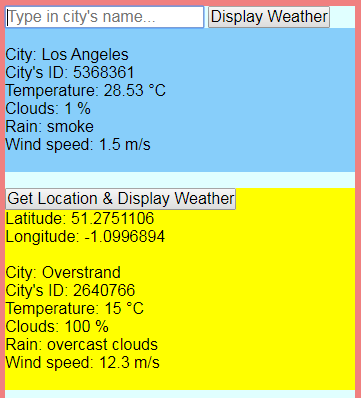 Type in city's name... Display Weather
City: Los Angeles
City's ID: 5368361
Temperature: 28.53 °C
Clouds: 1 %
Rain: smoke
Wind speed: 1.5 m/s
Get Location & Display Weather
Latitude: 51.2751106
Longitude: -1.0996894
City: Overstrand
City's ID: 2640766
Temperature: 15 °C
Clouds: 100 %
Rain: overcast clouds
Wind speed: 12.3 m/s